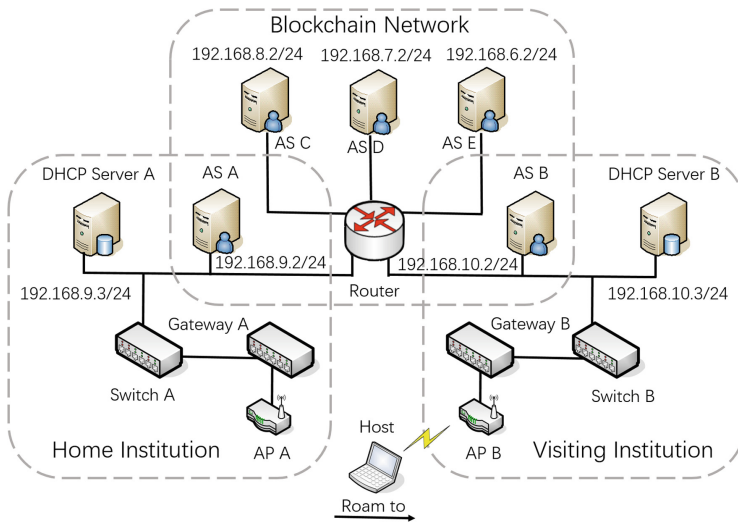 Blockchain Network
192.168.8.2/24
192.168.7.2/24
192.168.6.2/24
AS C
AS D
AS E
DHCP Server A
AS A
AS B
DHCP Server B
192.168.9.2/24
192.168.10.2/24
192.168.9.3/24
Router
192.168.10.3/24
Gateway A
Gateway B
Switch A
Switch B
Home Institution
AP A
Host
AP B
Visiting Institution
Roam to